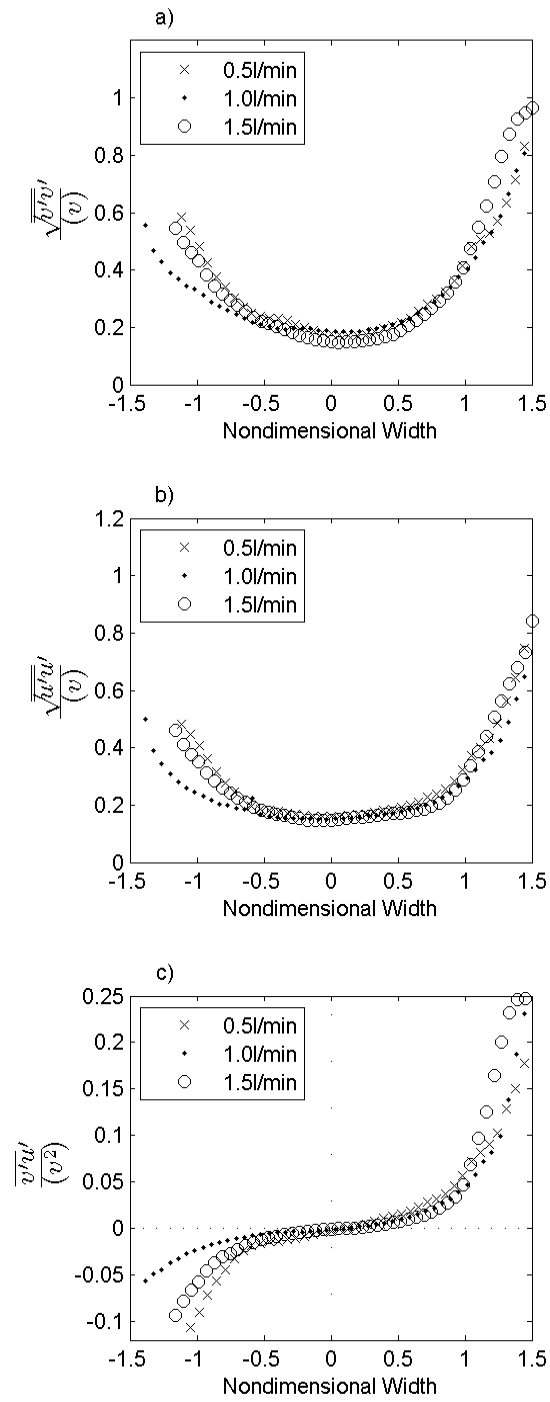 a)
0.5l/min
1.0l/min
1.5l/min
1
0.8
0.6
0.4
0.2
0
√v'v'
(v)
-1.5 -1 -0.5 0 0.5 1 1.5
Nondimensional Width
b)
0.5l/min
1.0l/min
1.5l/min
1.2
1
0.8
0.6
0.4
0.2
0
√u'u'
(v)
-1.5 -1 -0.5 0 0.5 1 1.5
Nondimensional Width
c)
0.5l/min
1.0l/min
1.5l/min
0.25
0.2
0.15
0.1
0.05
0
-0.05
-0.1
v'u'
(v²)
-1.5 -1 -0.5 0 0.5 1 1.5
Nondimensional Width